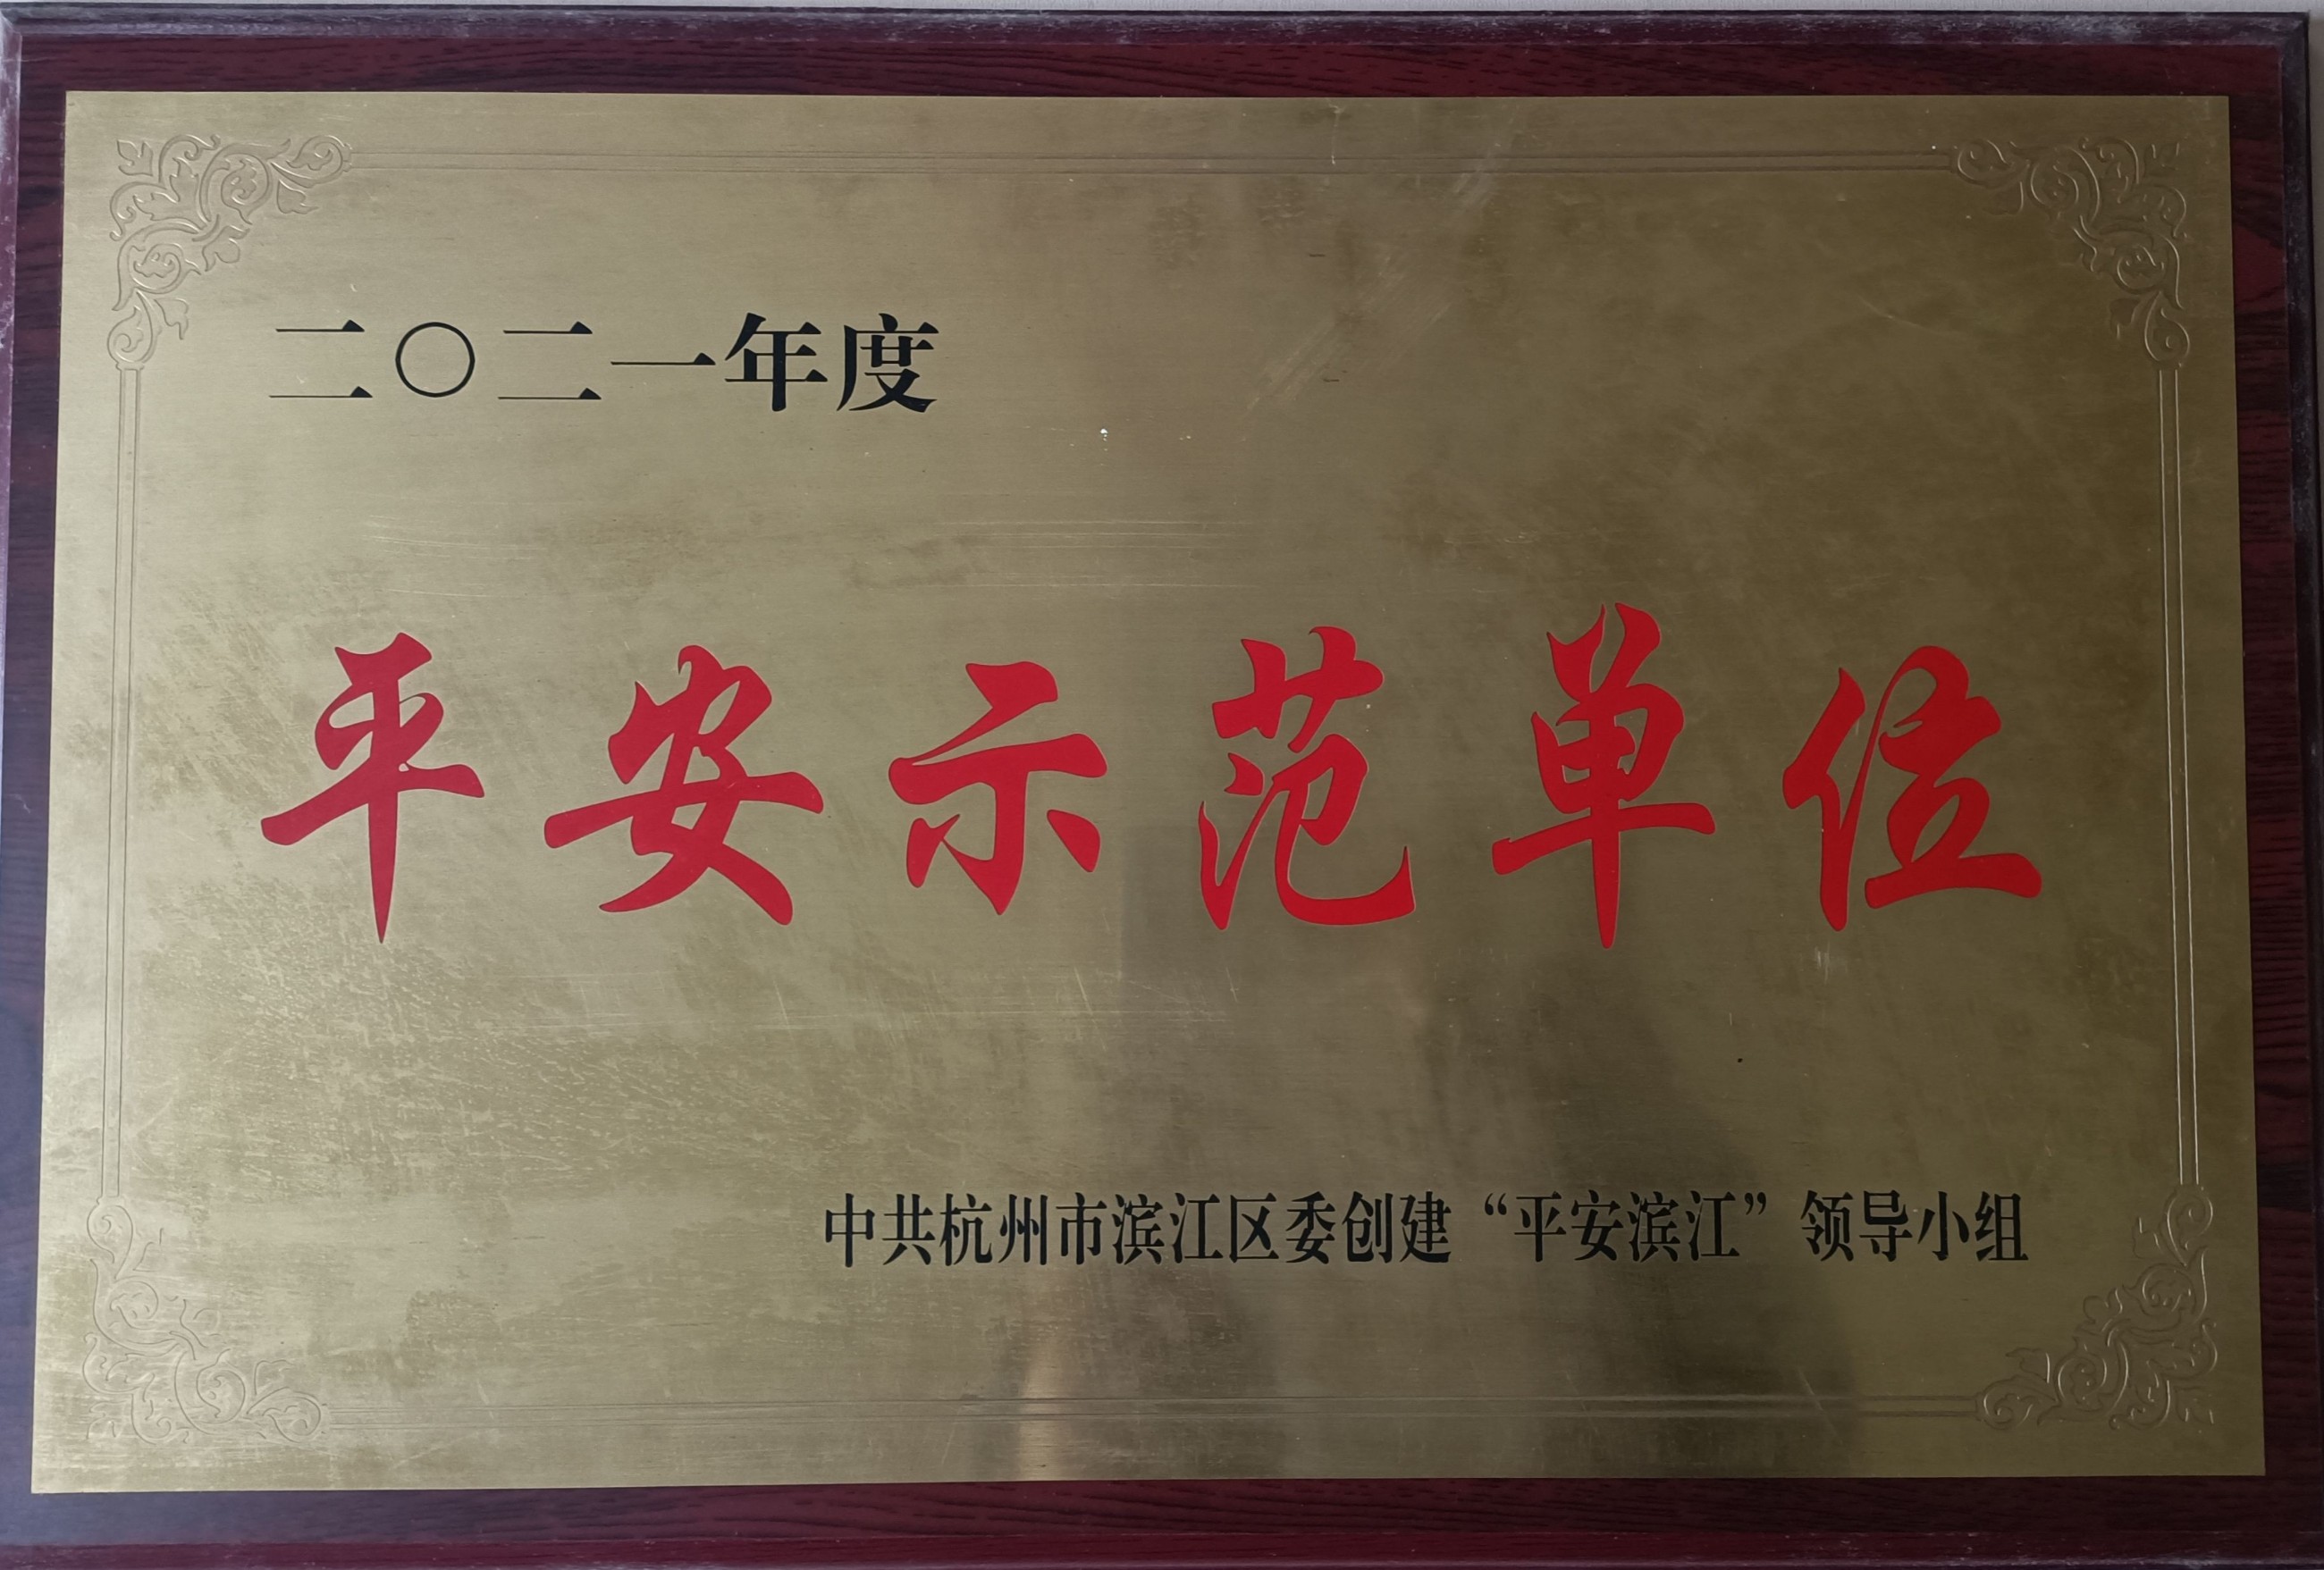 二〇二一年度
平安示范单位
中共杭州市滨江区委创建“平安滨江”领导小组